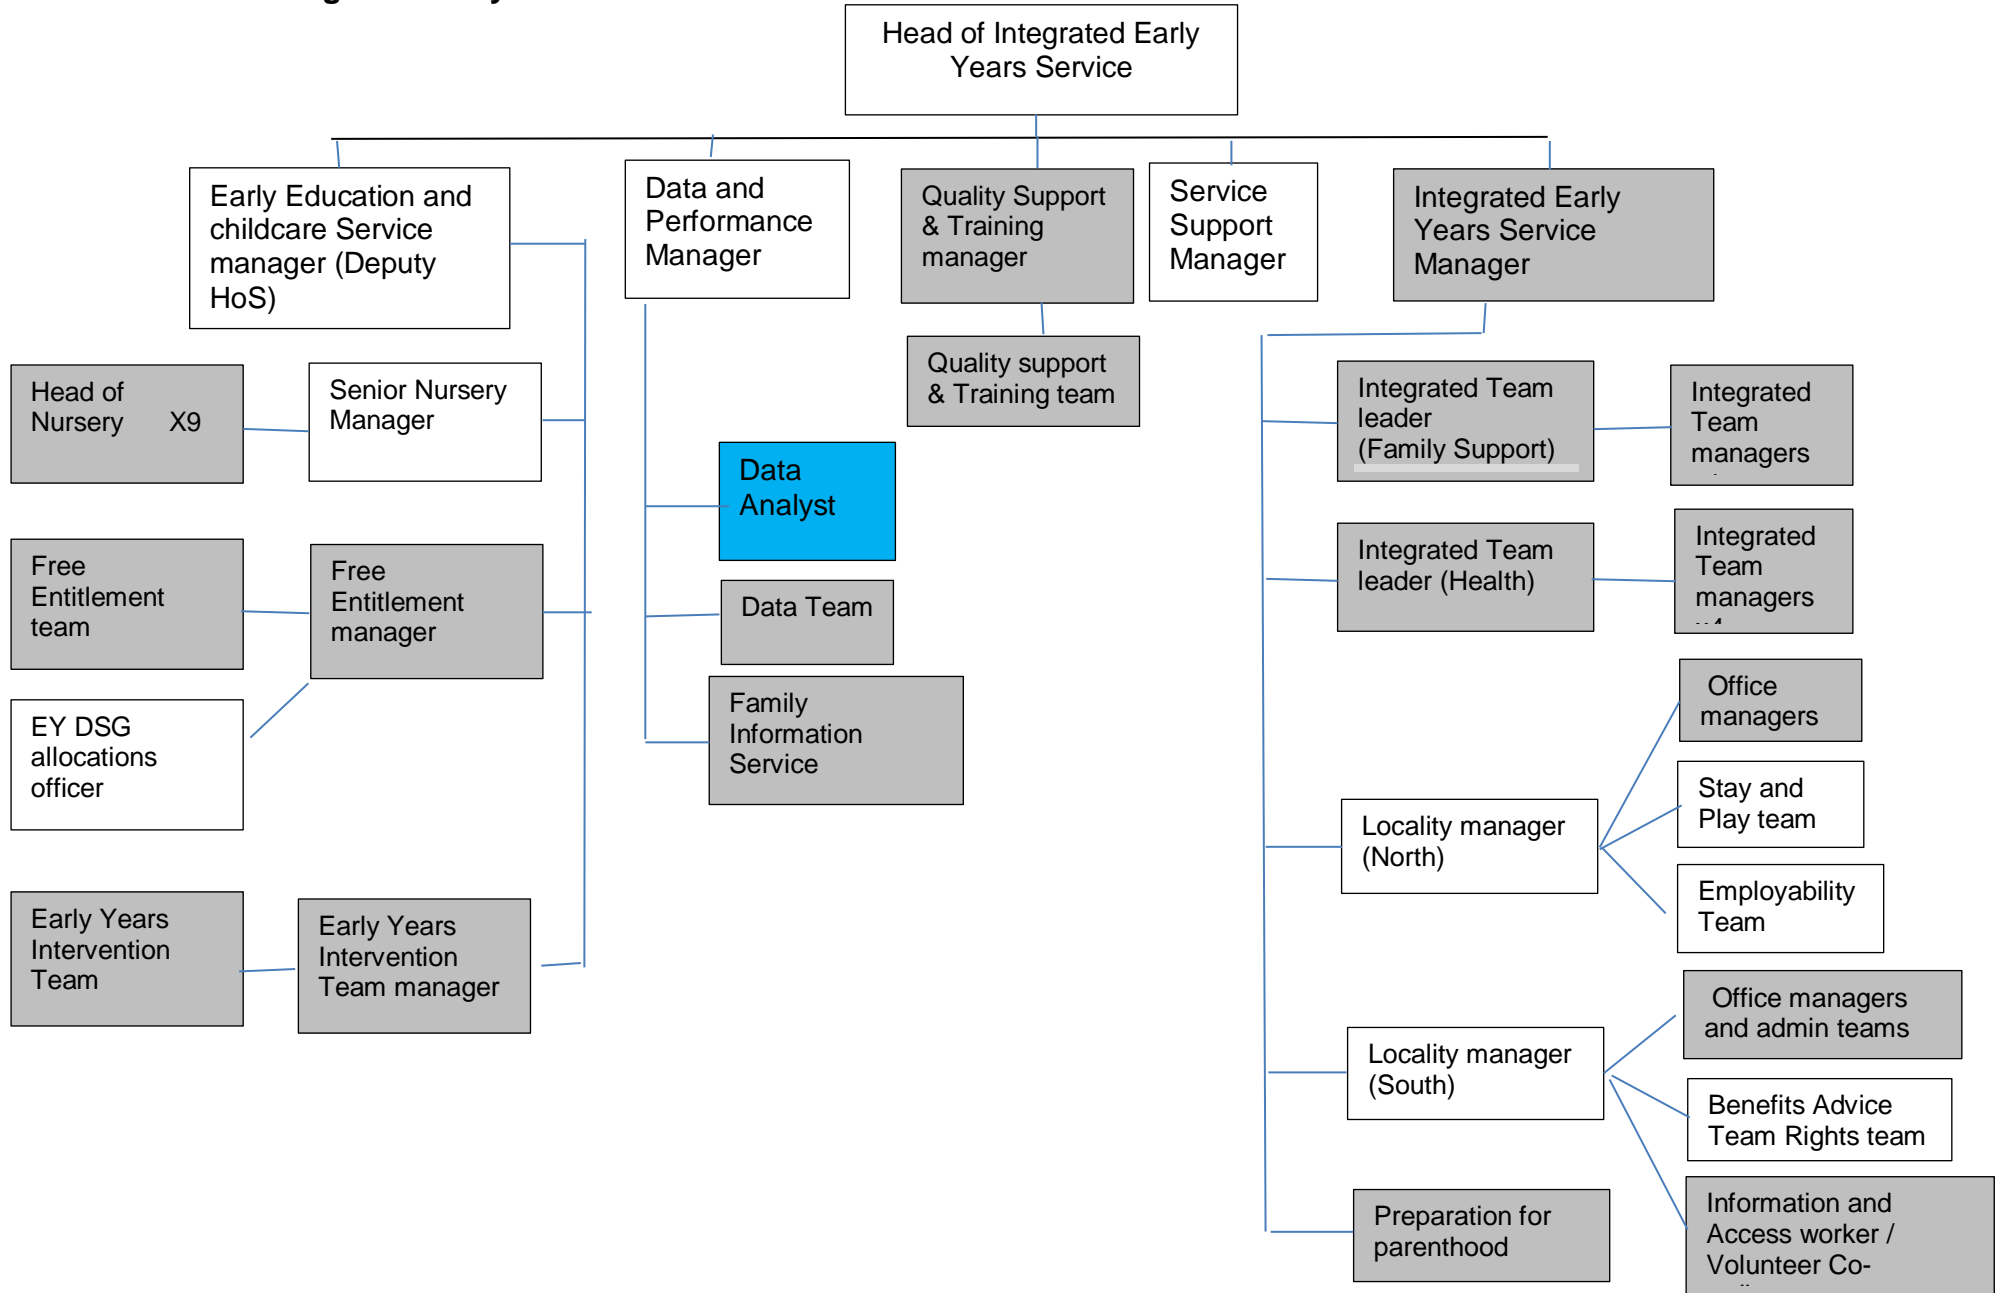 Head of Integrated Early
Years Service
Early Education and
childcare Service
manager (Deputy
HoS)
Data and
Performance
Manager
Quality Support
& Training
manager
Service
Support
Manager
Integrated Early
Years Service
Manager
Quality support
& Training team
Head of
Nursery X9
Senior Nursery
Manager
Data
Analyst
Integrated Team
leader
(Family Support)
Integrated
Team
managers
Free
Entitlement
team
Free
Entitlement
manager
Data Team
Integrated Team
leader (Health)
Integrated
Team
managers
EY DSG
allocations
officer
Family
Information
Service
Office
managers
Stay and
Play team
Locality manager
(North)
Employability
Team
Early Years
Intervention
Team
Early Years
Intervention
Team manager
Office managers
and admin teams
Locality manager
(South)
Benefits Advice
Team Rights team
Preparation for
parenthood
Information and
Access worker /
Volunteer Co-